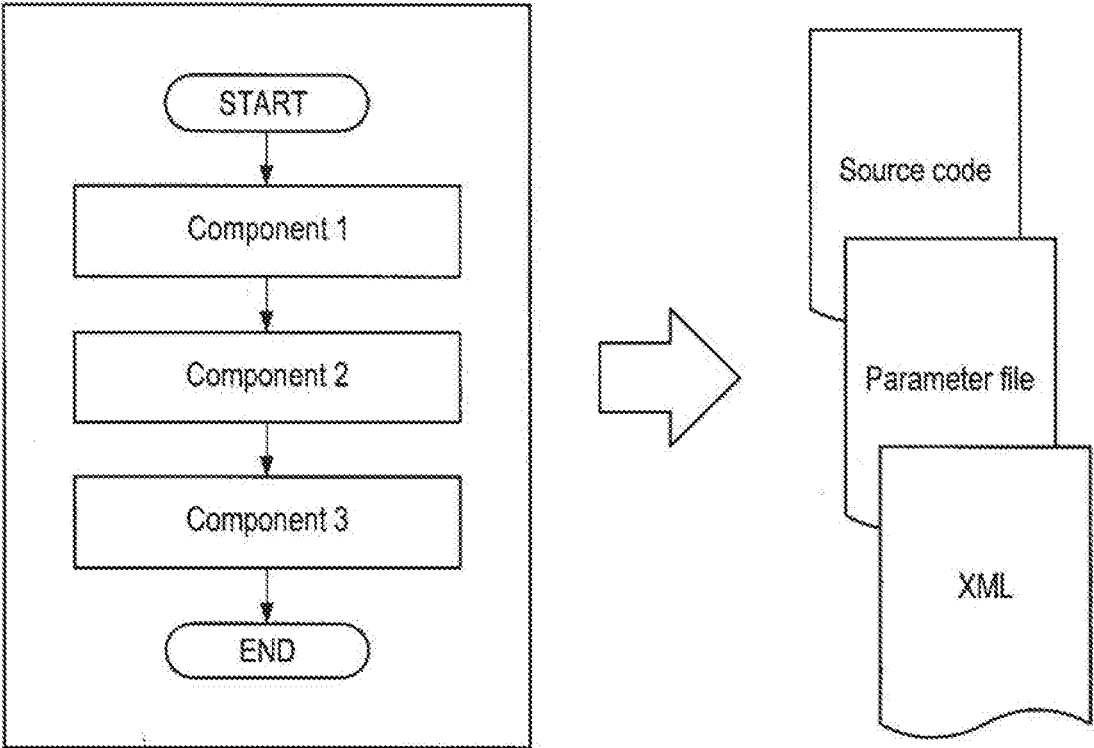 START
Component 1
Component 2
Component 3
END
Source code
Parameter file
XML